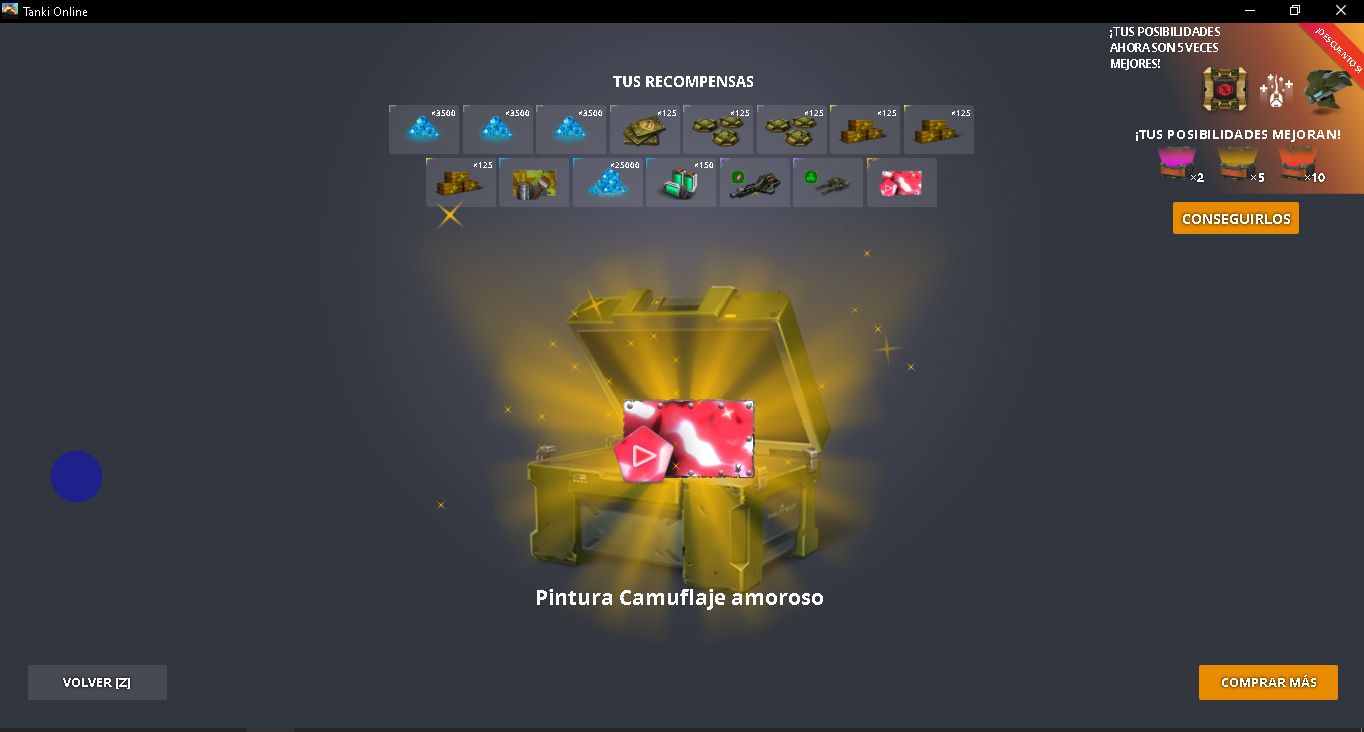 Tanki Online
¡TUS POSIBILIDADES
AHORA SON 5 VECES
MEJORES!
¡DESCUENTOS!
TUS RECOMPENSAS
×3500
×3500
×3500
×125
×125
×125
×125
×125
¡TUS POSIBILIDADES MEJORAN!
×2
×5
×10
×125
×25000
×150
CONSEGUIRLOS
Pintura Camuflaje amoroso
VOLVER [Z]
COMPRAR MÁS